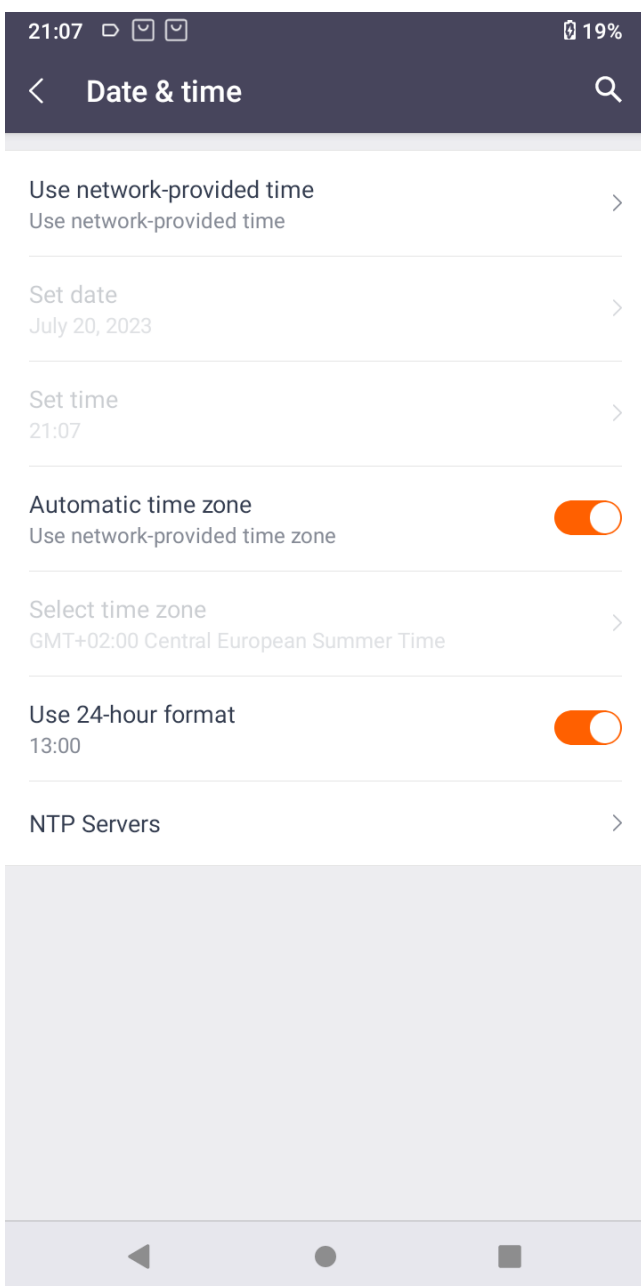 21:07 19%
Date & time
Use network-provided time
Use network-provided time
Set date
July 20, 2023
Set time
21:07
Automatic time zone
Use network-provided time zone
Select time zone
GMT+02:00 Central European Summer Time
Use 24-hour format
13:00
NTP Servers